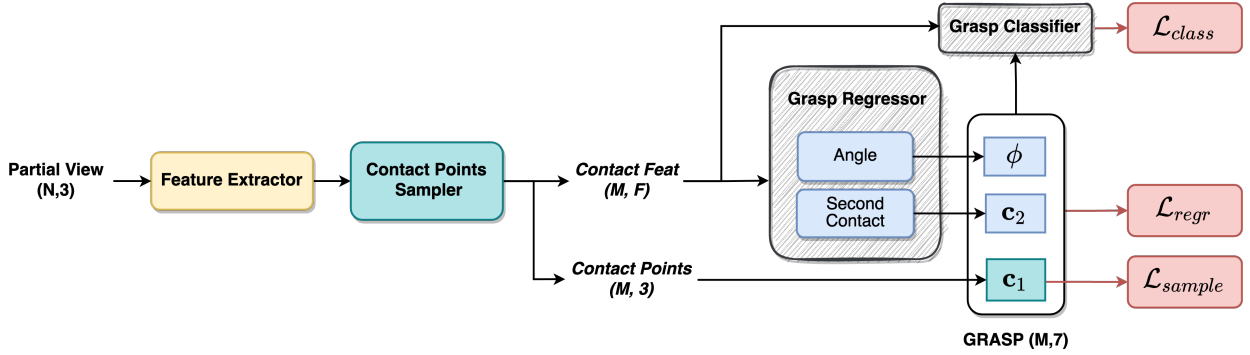 Partial View
(N,3)
Feature Extractor
Contact Points
Sampler
Contact Feat
(M, F)
Contact Points
(M, 3)
Grasp Regressor
Angle
Second
Contact
Grasp Classifier
ϕ
c₂
c₁
GRASP (M,7)
ℒ_class
ℒ_regr
ℒ_sample